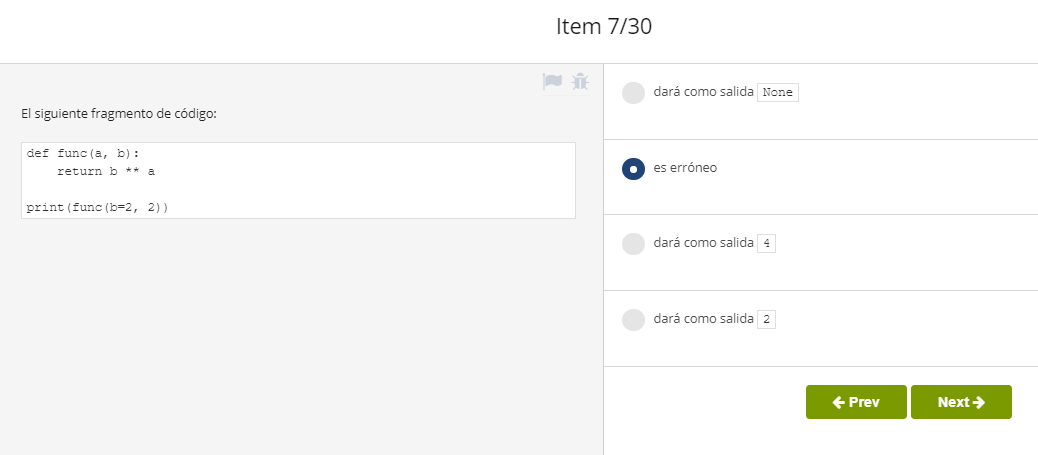 Item 7/30
El siguiente fragmento de código:
def func(a, b):
    return b ** a
print(func(b=2, 2))
dará como salida None
es erróneo
dará como salida 4
dará como salida 2
Prev
Next